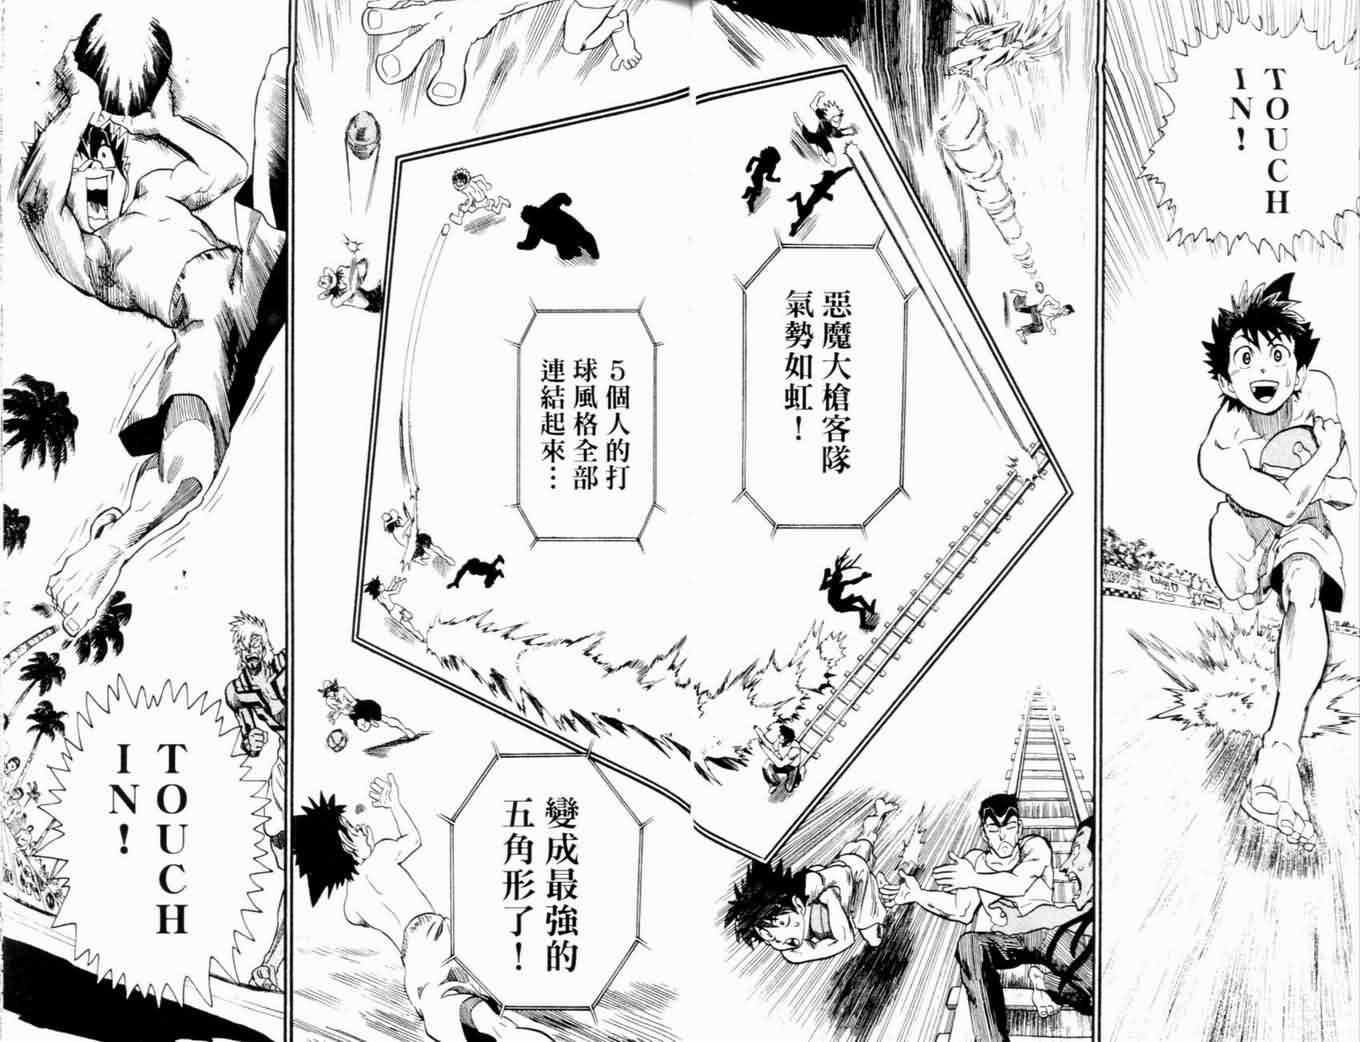 TOUCH
IN!
惡魔大槍客隊
氣勢如虹！
5個人的打
球風格全部
連結起來…
變成最強的
五角形了！
TOUCH
IN!